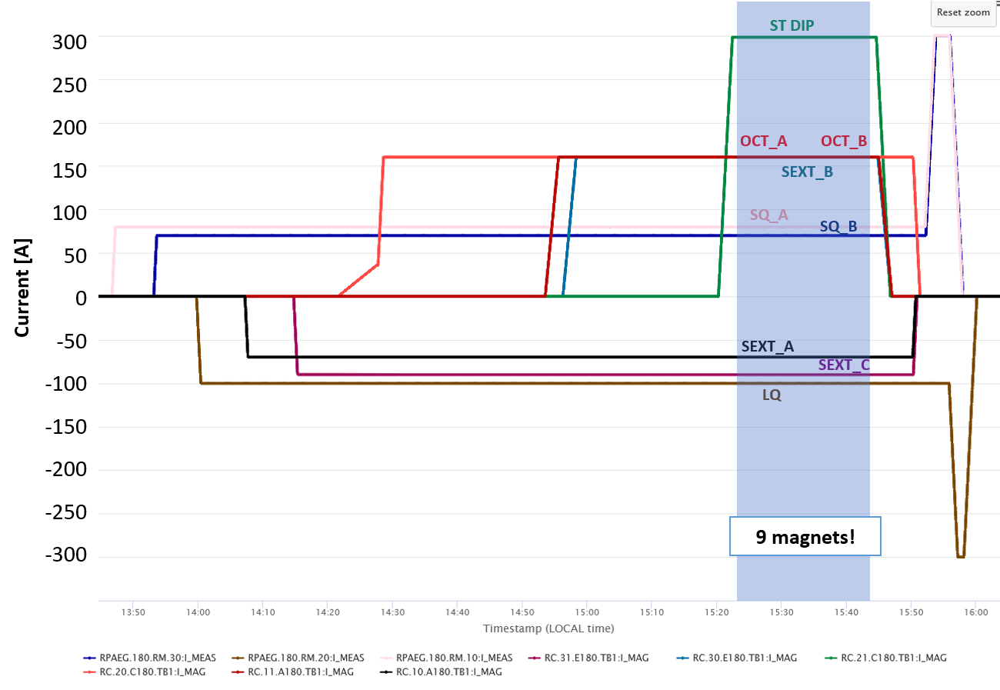 Reset zoom
ST DIP
300
250
200
OCT_A OCT_B
150
SEXT_B
100
SQ_A
SQ_B
50
0
Current [A]
-50
SEXT_A
SEXT_C
-100
LQ
-150
-200
-250
9 magnets!
-300
13:50 14:00 14:10 14:20 14:30 14:40 14:50 15:00 15:10 15:20 15:30 15:40 15:50 16:00
Timestamp (LOCAL time)
RPAEG.180.RM.30:I_MEAS RPAEG.180.RM.20:I_MEAS RPAEG.180.RM.10:I_MEAS RC.31.E180.TB1:I_MAG RC.30.E180.TB1:I_MAG RC.21.C180.TB1:I_MAG
RC.20.C180.TB1:I_MAG RC.11.A180.TB1:I_MAG RC.10.A180.TB1:I_MAG